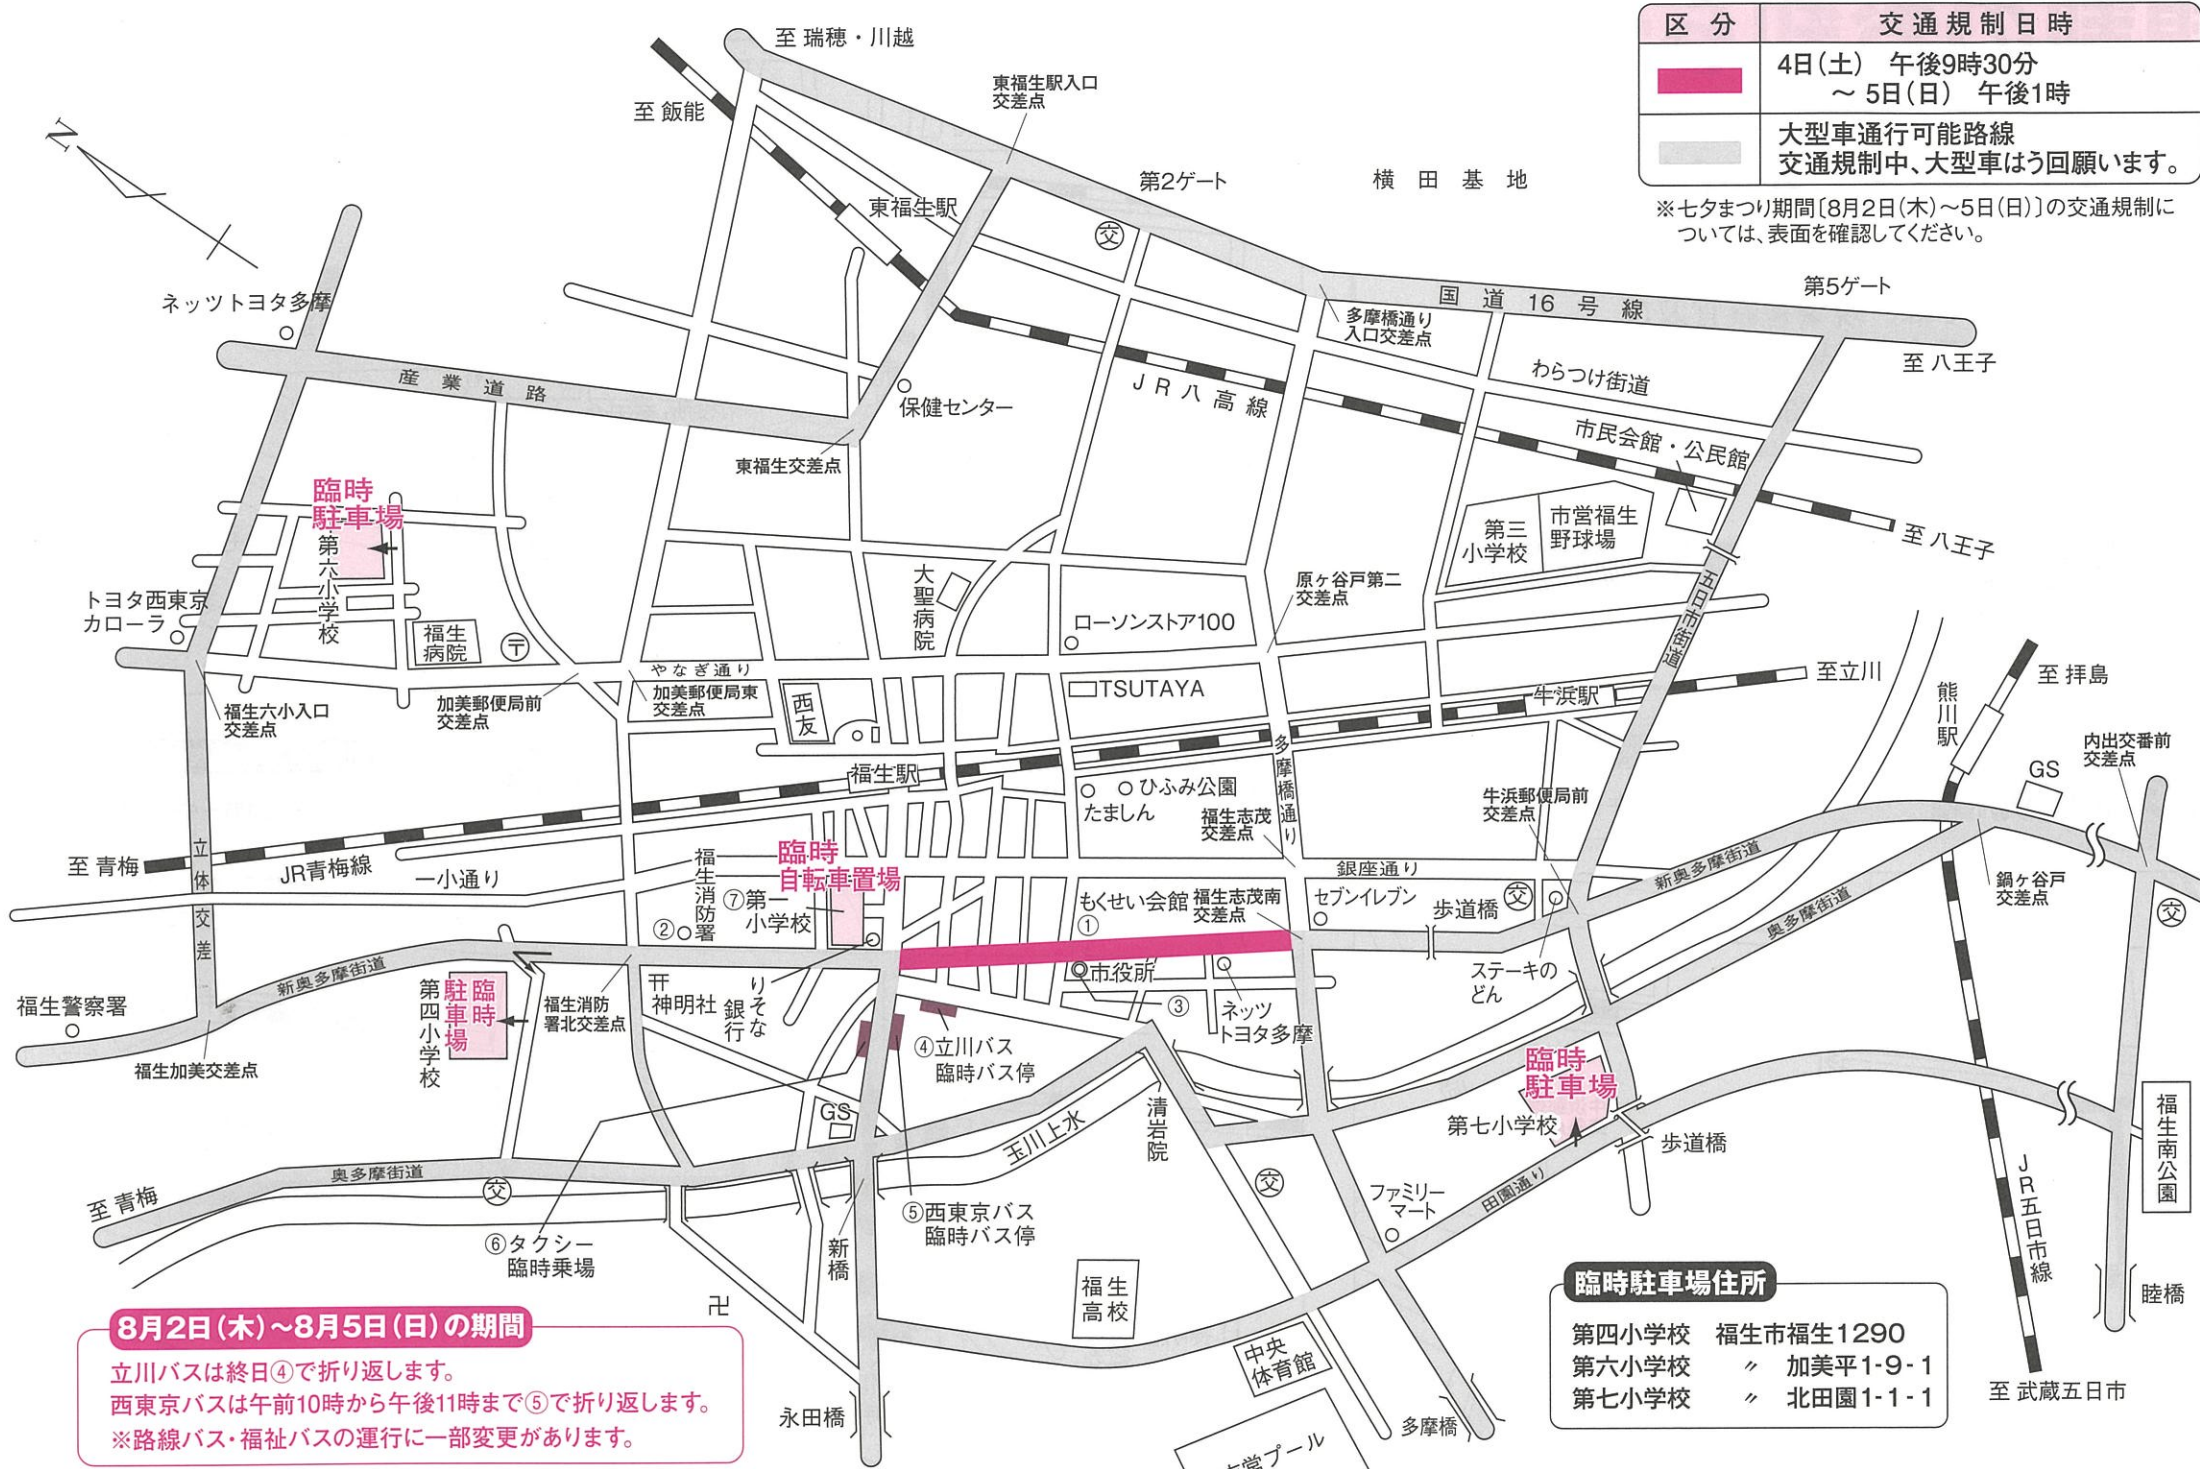 区分
交通規制日時
4日(土) 午後9時30分
～ 5日(日) 午後1時
大型車通行可能路線
交通規制中、大型車はう回願います。
※七夕まつり期間〔8月2日(木)～5日(日)〕の交通規制に
ついては、表面を確認してください。
N
至 瑞穂・川越
至 飯能
東福生駅入口
交差点
第2ゲート
横田基地
東福生駅
交
国道16号線
第5ゲート
多摩橋通り
入口交差点
至 八王子
ネッツトヨタ多摩
産業道路
保健センター
JR八高線
わらつけ街道
市民会館・公民館
東福生交差点
臨時
駐車場
第六小学校
第三
小学校
市営福生
野球場
至 八王子
五日市街道
トヨタ西東京
カローラ
福生
病院
〒
大聖病院
ローソンストア100
原ヶ谷戸第二
交差点
やなぎ通り
福生六小入口
交差点
加美郵便局前
交差点
加美郵便局東
交差点
西友
TSUTAYA
牛浜駅
至立川
熊川駅
至 拝島
内出交番前
交差点
GS
福生駅
多摩橋通り
ひふみ公園
たましん
福生志茂
交差点
牛浜郵便局前
交差点
至 青梅
JR青梅線
立体交差
一小通り
福生消防署
②
臨時
自転車置場
⑦第一
小学校
銀座通り
もくせい会館
①
福生志茂南
交差点
セブンイレブン
歩道橋
交
新奥多摩街道
奥多摩街道
鍋ヶ谷戸
交差点
交
新奥多摩街道
福生警察署
福生加美交差点
第四小学校
臨時
駐車場
福生消防
署北交差点
神明社
りそな
銀行
市役所
③
ネッツ
トヨタ多摩
ステーキの
どん
④立川バス
臨時バス停
GS
玉川上水
清岩院
臨時
駐車場
第七小学校
歩道橋
福生南公園
奥多摩街道
至 青梅
交
⑤西東京バス
臨時バス停
⑥タクシー
臨時乗場
新橋
交
ファミリー
マート
田園通り
JR五日市線
福生
高校
卍
中央
体育館
永田橋
多摩橋
営プール
睦橋
至 武蔵五日市
8月2日(木)～8月5日(日)の期間
立川バスは終日④で折り返します。
西東京バスは午前10時から午後11時まで⑤で折り返します。
※路線バス・福祉バスの運行に一部変更があります。
臨時駐車場住所
第四小学校 福生市福生1290
第六小学校 〃 加美平1-9-1
第七小学校 〃 北田園1-1-1